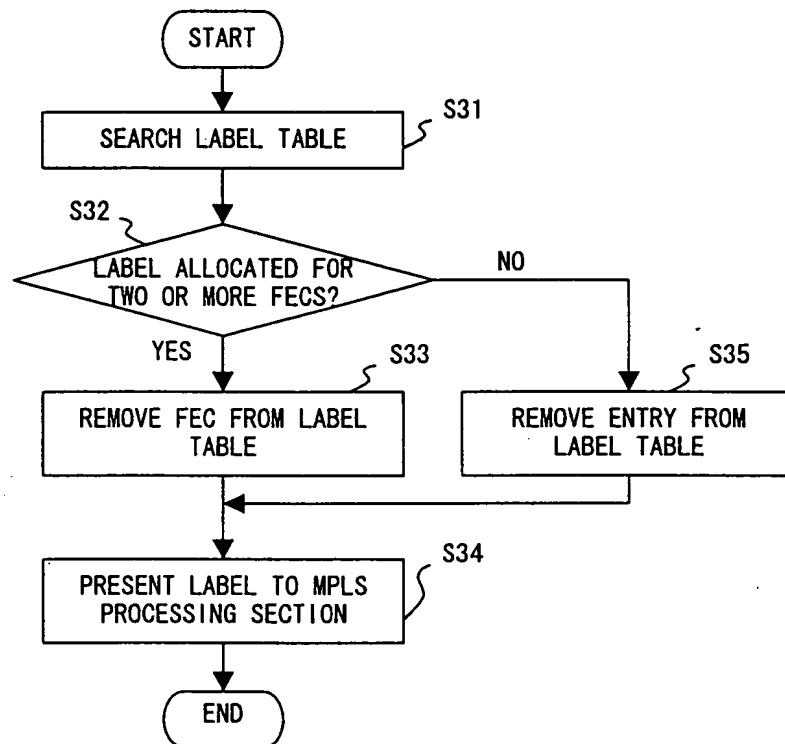 START
S31
SEARCH LABEL TABLE
S32
LABEL ALLOCATED FOR
TWO OR MORE FECS?
NO
YES
S33
REMOVE FEC FROM LABEL
TABLE
S35
REMOVE ENTRY FROM
LABEL TABLE
S34
PRESENT LABEL TO MPLS
PROCESSING SECTION
END